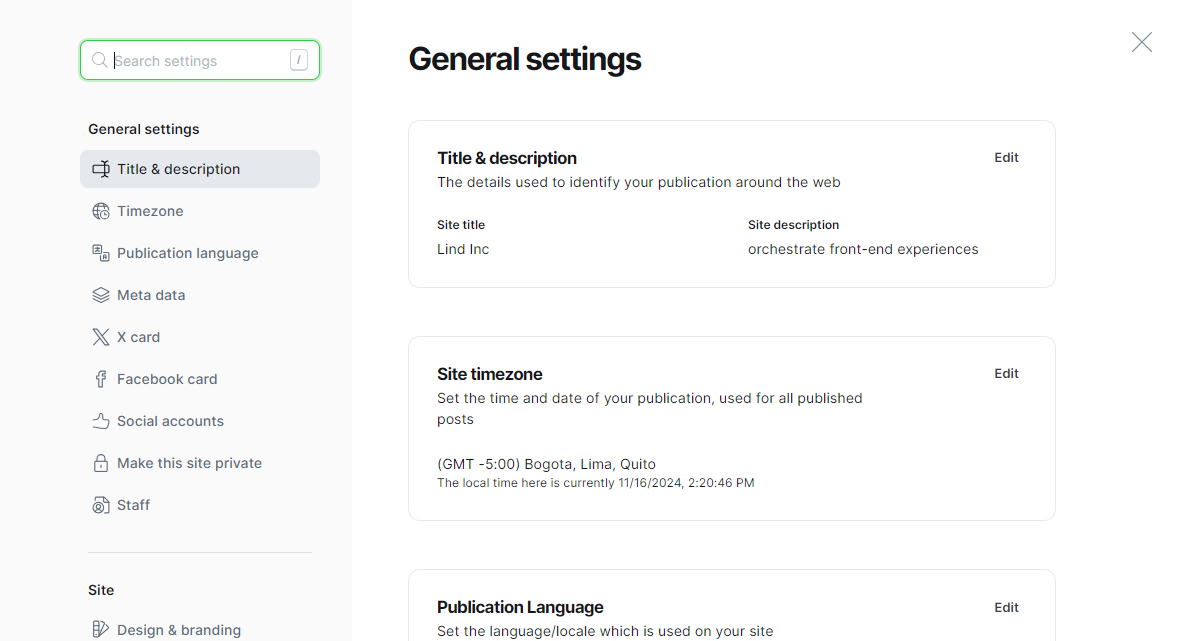 Search settings
/
General settings
Title & description
Timezone
Publication language
Meta data
X card
Facebook card
Social accounts
Make this site private
Staff
Site
Design & branding
General settings
Title & description
Edit
The details used to identify your publication around the web
Site title
Site description
Lind Inc
orchestrate front-end experiences
Site timezone
Edit
Set the time and date of your publication, used for all published
posts
(GMT -5:00) Bogota, Lima, Quito
The local time here is currently 11/16/2024, 2:20:46 PM
Publication Language
Edit
Set the language/locale which is used on your site